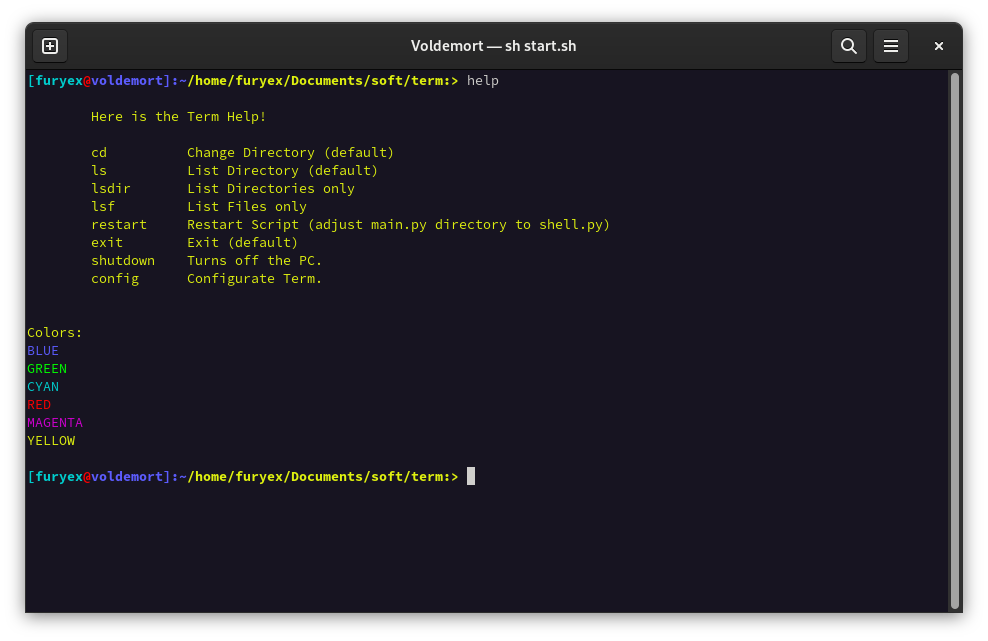 Voldemort — sh start.sh
[furyex@voldemort]:~/home/furyex/Documents/soft/term:> help
Here is the Term Help!
cd Change Directory (default)
ls List Directory (default)
lsdir List Directories only
lsf List Files only
restart Restart Script (adjust main.py directory to shell.py)
exit Exit (default)
shutdown Turns off the PC.
config Configurate Term.
Colors:
BLUE
GREEN
CYAN
RED
MAGENTA
YELLOW
[furyex@voldemort]:~/home/furyex/Documents/soft/term:>